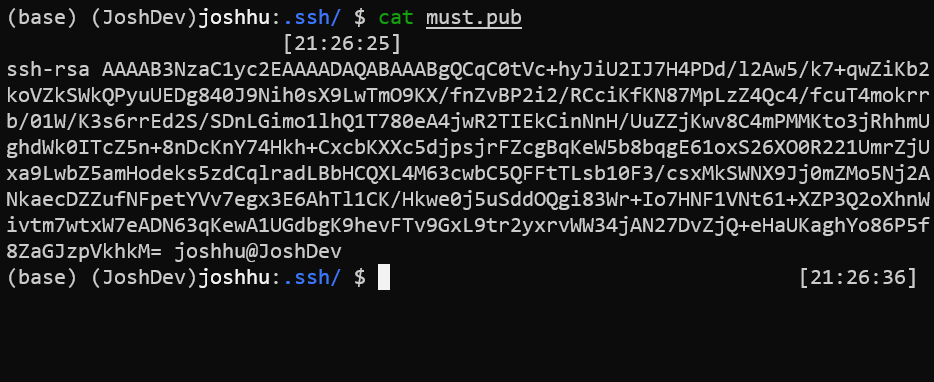 (base) (JoshDev)joshhu:.ssh/ $ cat must.pub
[21:26:25]
ssh-rsa AAAAB3NzaC1yc2EAAAADAQABAAABgQCqC0tVc+hyJiU2IJ7H4PDd/l2Aw5/k7+qwZiKb2
koVZkSWkQPyuUEDg840J9Nih0sX9LwTmO9KX/fnZvBP2i2/RCciKfKN87MpLzZ4Qc4/fcuT4mokrr
b/01W/K3s6rrEd2S/SDnLGimo1lhQ1T780eA4jwR2TIEkCinNnH/UuZZjKwv8C4mPMMKto3jRhhmU
ghdWk0ITcZ5n+8nDcKnY74Hkh+CxcbKXXc5djpsjrFZcgBqKeW5b8bqgE61oxS26XO0R221UmrZjU
xa9LwbZ5amHodeks5zdCqlradLBbHCQXL4M63cwbC5QFFtTLsb10F3/csxMkSWNX9Jj0mZMo5Nj2A
NkaecDZZufNFpetYVv7egx3E6AhTl1CK/Hkwe0j5uSddOQgi83Wr+Io7HNF1VNt61+XZP3Q2oXhnW
ivtm7wtxW7eADN63qKewA1UGdbgK9hevFTv9GxL9tr2yxrvWW34jAN27DvZjQ+eHaUKaghYo86P5f
8ZaGJzpVkhkM= joshhu@JoshDev
(base) (JoshDev)joshhu:.ssh/ $ [21:26:36]